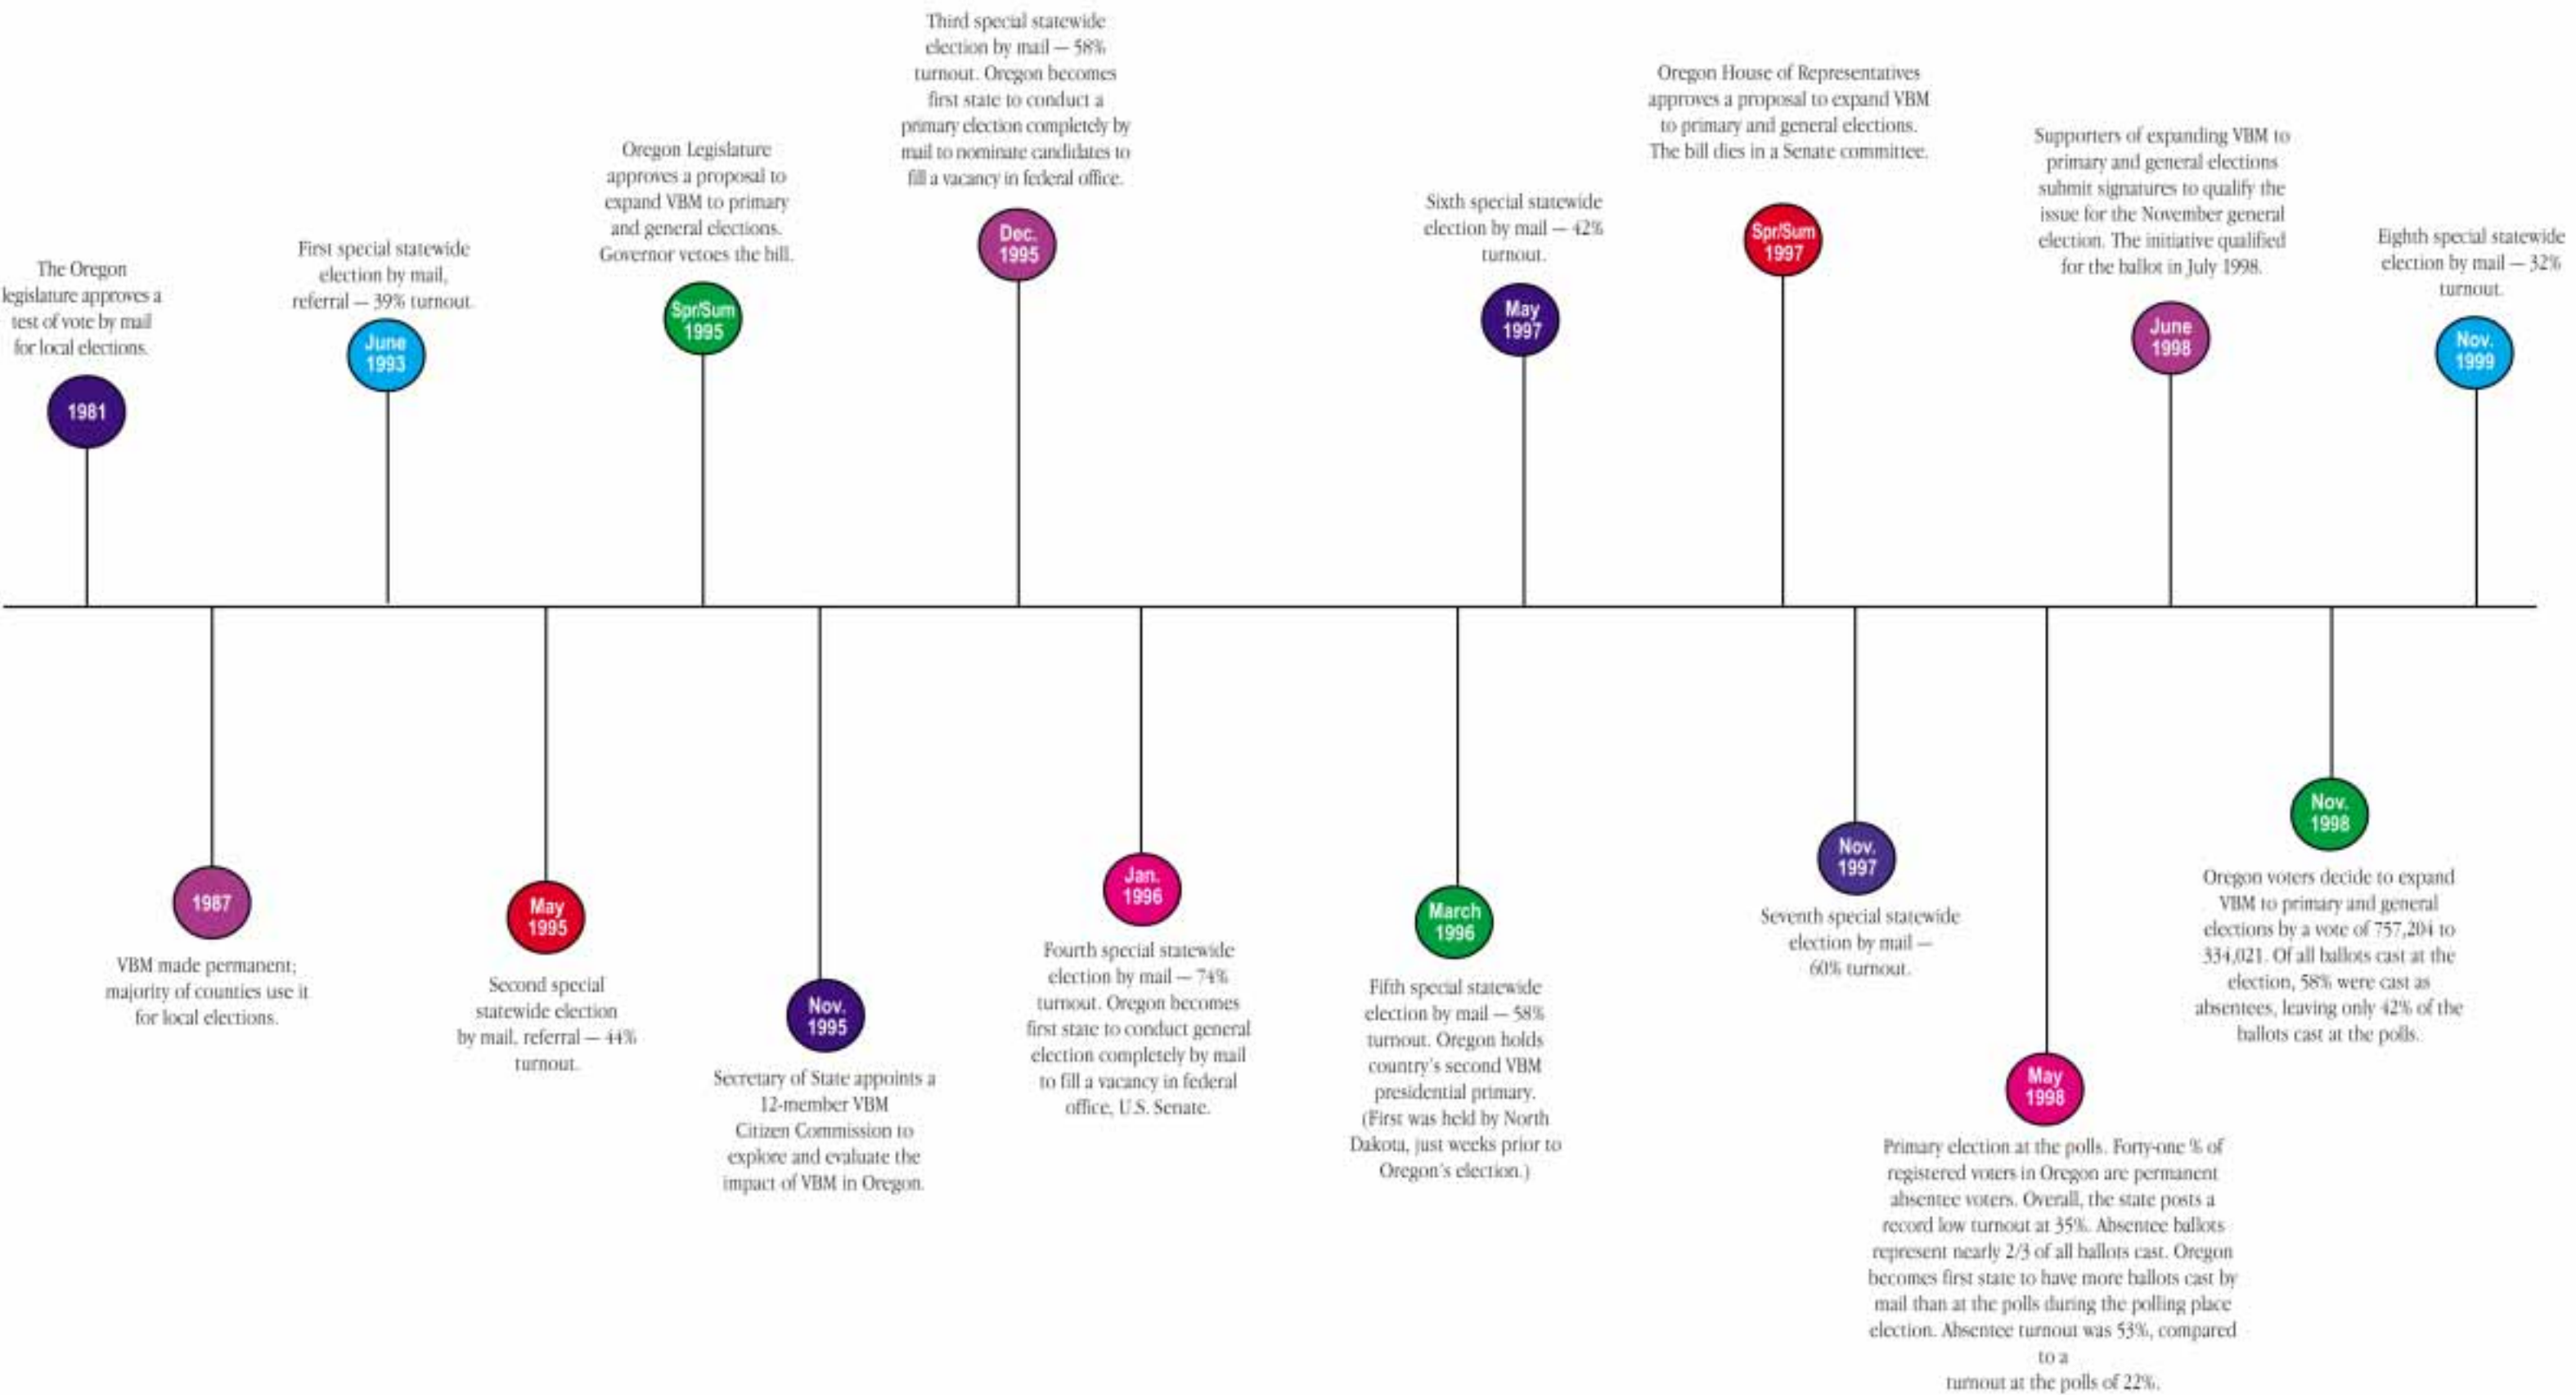 The Oregon
legislature approves a
test of vote by mail
for local elections.
1981
1987
VBM made permanent;
majority of counties use it
for local elections.
First special statewide
election by mail,
referral — 39% turnout.
June
1993
May
1995
Second special
statewide election
by mail, referral — 44%
turnout.
Oregon Legislature
approves a proposal to
expand VBM to primary
and general elections.
Governor vetoes the bill.
Spr/Sum
1995
Nov.
1995
Secretary of State appoints a
12-member VBM
Citizen Commission to
explore and evaluate the
impact of VBM in Oregon.
Third special statewide
election by mail — 58%
turnout. Oregon becomes
first state to conduct a
primary election completely by
mail to nominate candidates to
fill a vacancy in federal office.
Dec.
1995
Jan.
1996
Fourth special statewide
election by mail — 74%
turnout. Oregon becomes
first state to conduct general
election completely by mail
to fill a vacancy in federal
office, U.S. Senate.
March
1996
Fifth special statewide
election by mail — 58%
turnout. Oregon holds
country's second VBM
presidential primary.
(First was held by North
Dakota, just weeks prior to
Oregon's election.)
Sixth special statewide
election by mail — 42%
turnout.
May
1997
Oregon House of Representatives
approves a proposal to expand VBM
to primary and general elections.
The bill dies in a Senate committee.
Spr/Sum
1997
Nov.
1997
Seventh special statewide
election by mail —
60% turnout.
May
1998
Primary election at the polls. Forty-one % of
registered voters in Oregon are permanent
absentee voters. Overall, the state posts a
record low turnout at 35%. Absentee ballots
represent nearly 2/3 of all ballots cast. Oregon
becomes first state to have more ballots cast by
mail than at the polls during the polling place
election. Absentee turnout was 53%, compared
to a
turnout at the polls of 22%.
Supporters of expanding VBM to
primary and general elections
submit signatures to qualify the
issue for the November general
election. The initiative qualified
for the ballot in July 1998.
June
1998
Nov.
1998
Oregon voters decide to expand
VBM to primary and general
elections by a vote of 757,204 to
334,021. Of all ballots cast at the
election, 58% were cast as
absentees, leaving only 42% of the
ballots cast at the polls.
Eighth special statewide
election by mail — 32%
turnout.
Nov.
1999